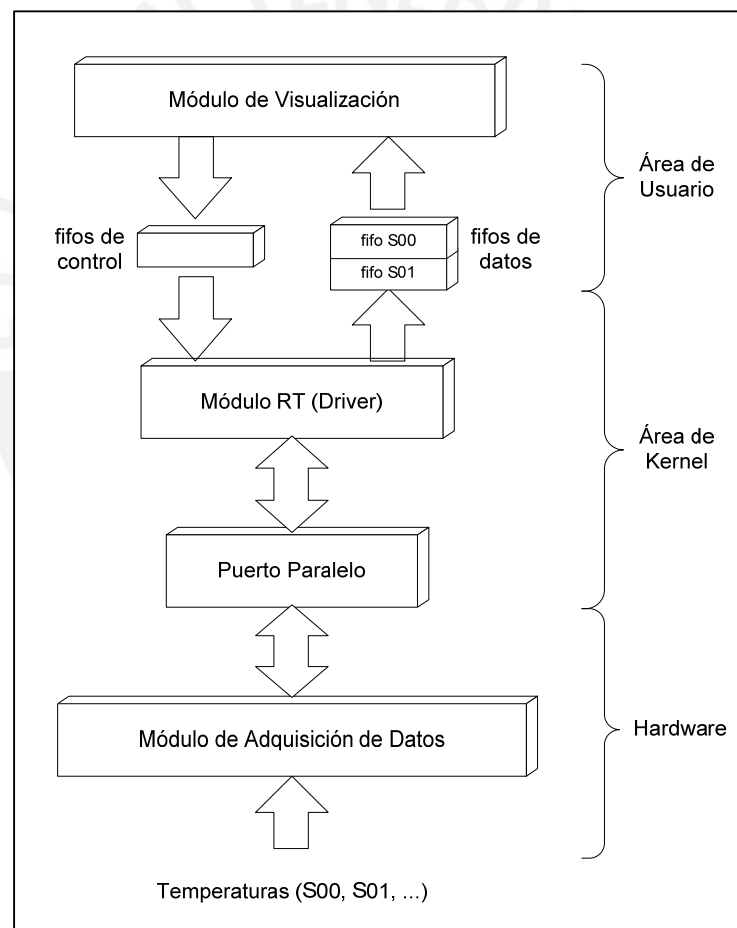 Módulo de Visualización
Área de
Usuario
fifos de
control
fifo S00
fifo S01
fifos de
datos
Módulo RT (Driver)
Área de
Kernel
Puerto Paralelo
Módulo de Adquisición de Datos
Hardware
Temperaturas (S00, S01, ...)